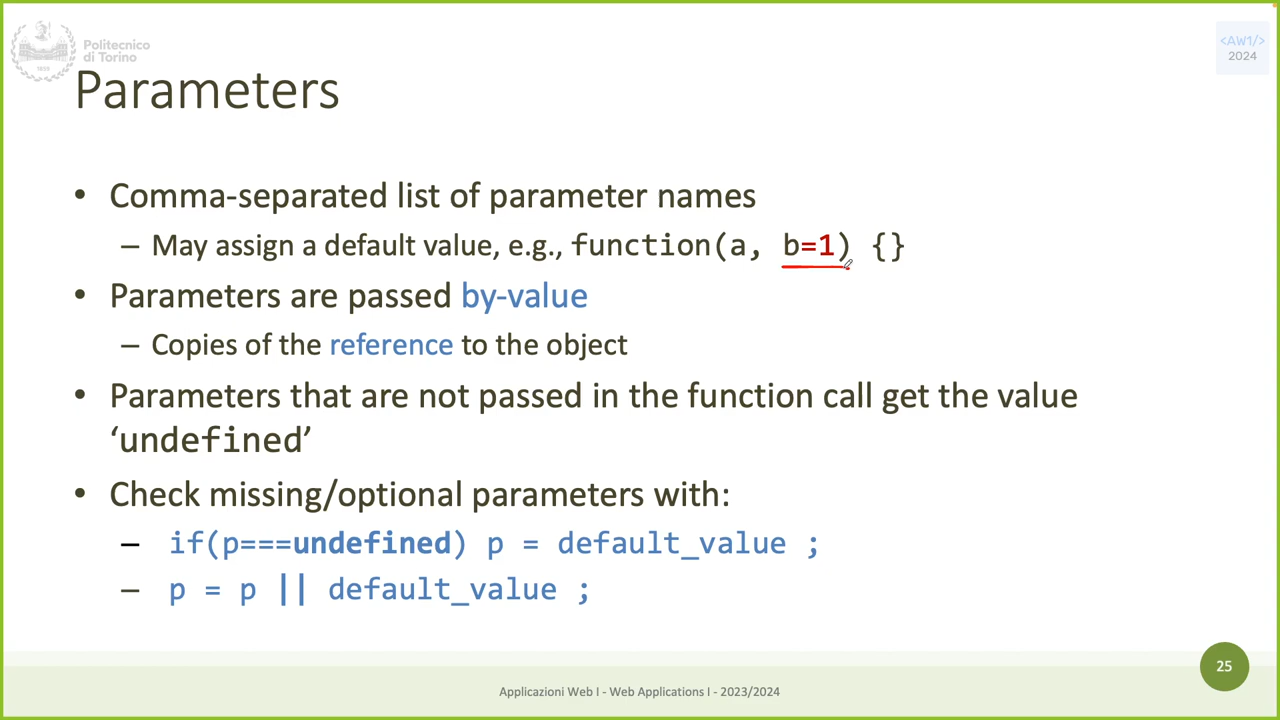 Politecnico
di Torino
1859
<AW1/>
2024
Parameters
• Comma-separated list of parameter names
– May assign a default value, e.g., function(a, b=1) {}
• Parameters are passed by-value
– Copies of the reference to the object
• Parameters that are not passed in the function call get the value
‘undefined’
• Check missing/optional parameters with:
– if(p===undefined) p = default_value ;
– p = p || default_value ;
25
Applicazioni Web I - Web Applications I - 2023/2024